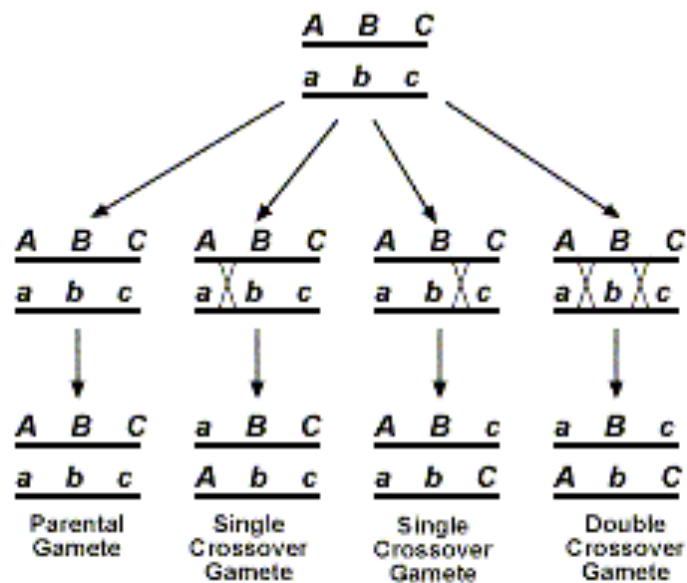 A B C
a b c
A B C
a b c
A B C
a b c
A B C
a b c
A B C
a b c
A B C
a b c
Parental
Gamete
a B C
A b c
Single
Crossover
Gamete
A B c
a b C
Single
Crossover
Gamete
a B c
A b C
Double
Crossover
Gamete